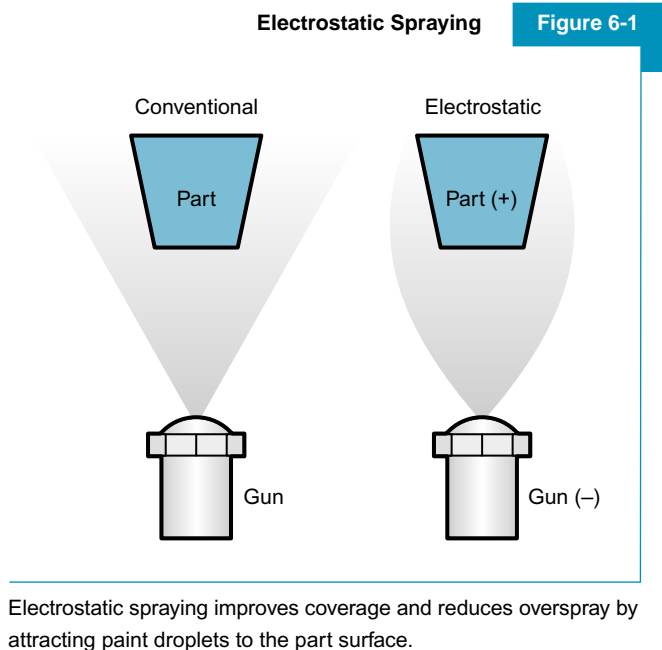 Electrostatic Spraying Figure 6-1
Conventional Electrostatic
Part Part (+)
Gun Gun (–)
Electrostatic spraying improves coverage and reduces overspray by
attracting paint droplets to the part surface.